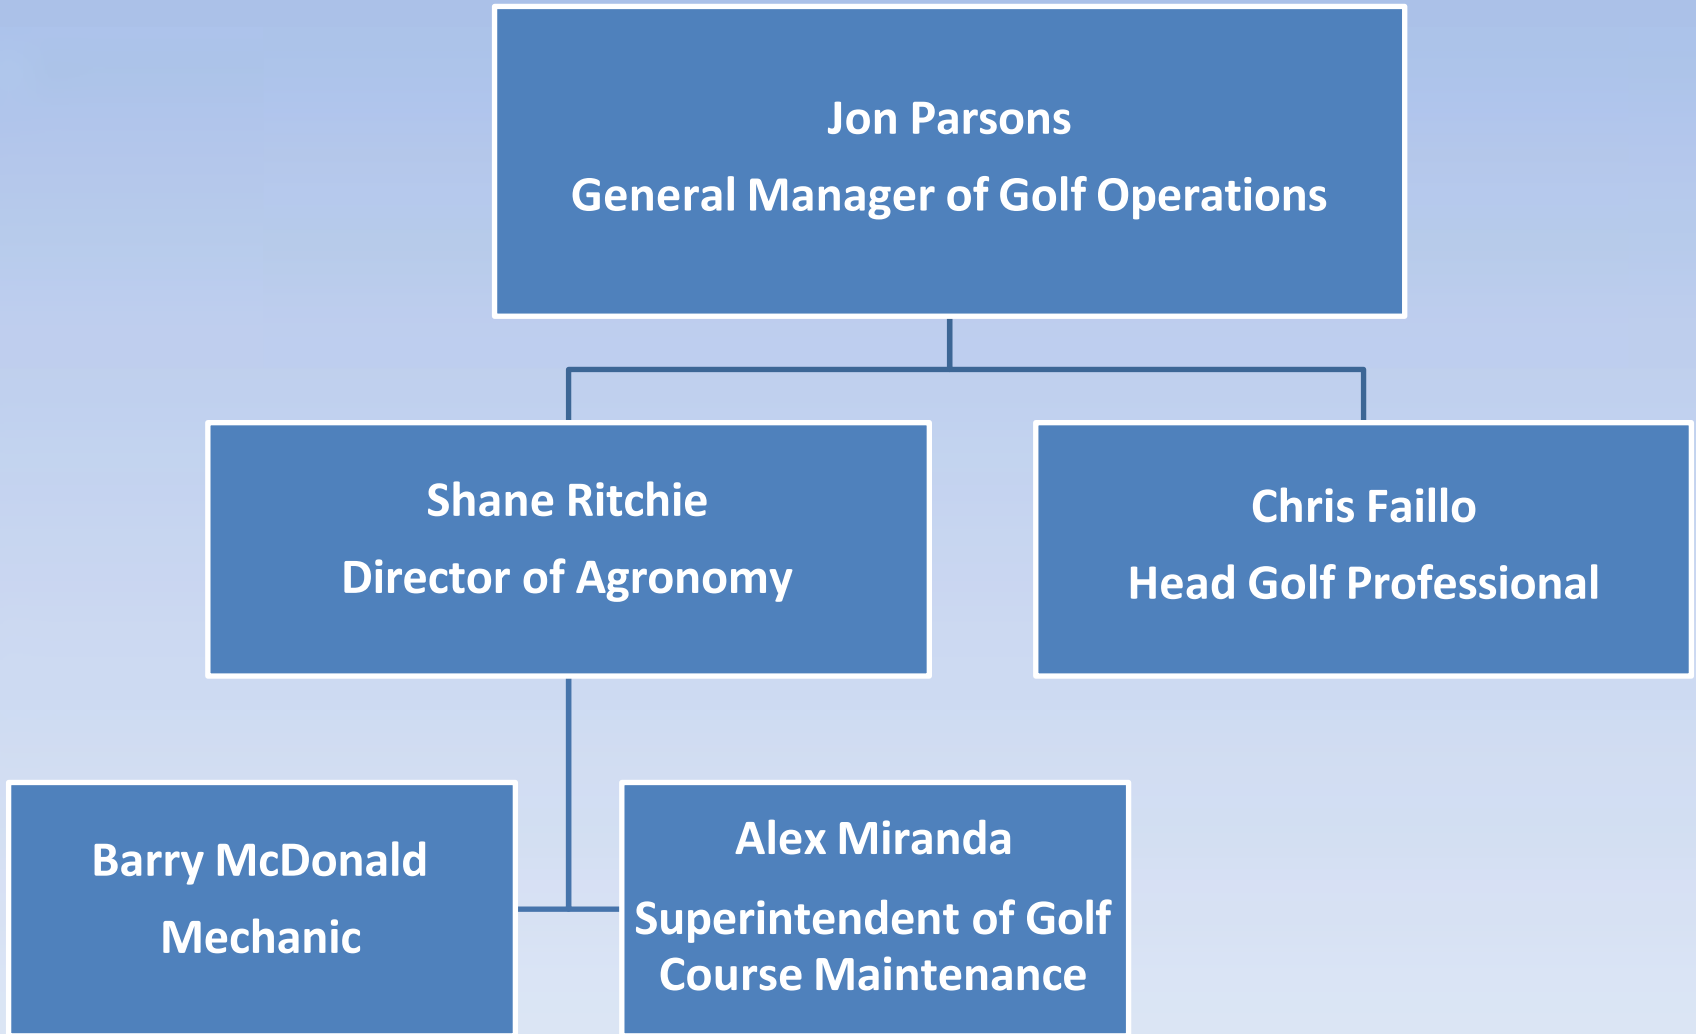 Jon Parsons
General Manager of Golf Operations
Shane Ritchie
Director of Agronomy
Chris Faillo
Head Golf Professional
Barry McDonald
Mechanic
Alex Miranda
Superintendent of Golf
Course Maintenance